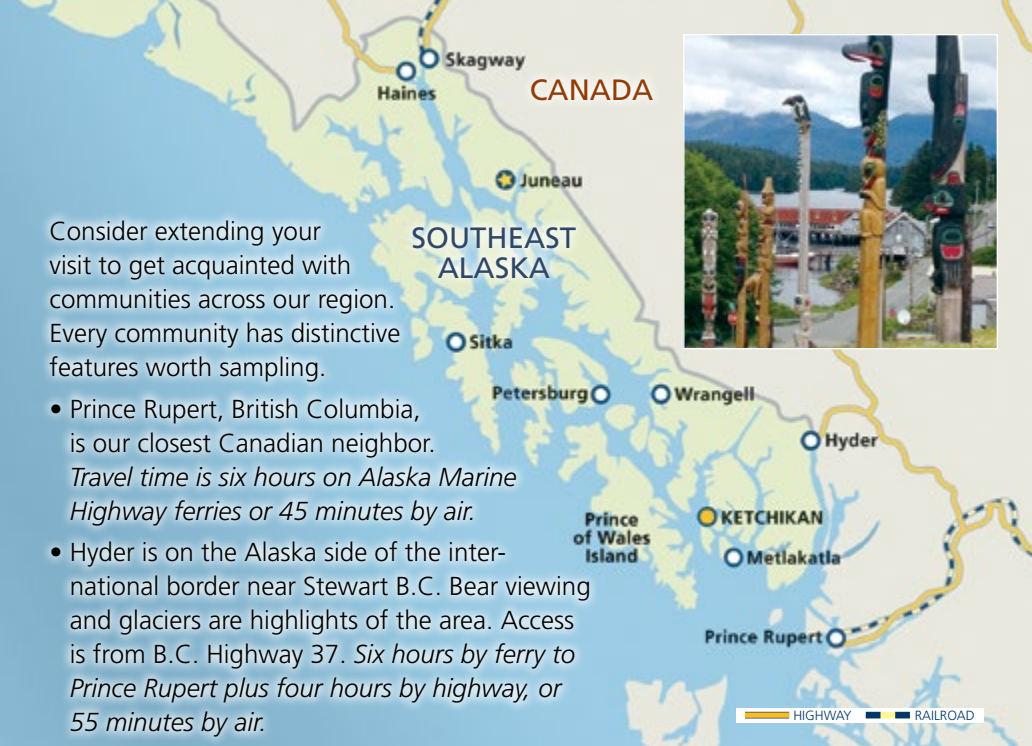 Skagway
Haines
CANADA
Juneau
Consider extending your
visit to get acquainted with
communities across our region.
Every community has distinctive
features worth sampling.
SOUTHEAST
ALASKA
Sitka
Petersburg
Wrangell
Hyder
• Prince Rupert, British Columbia,
is our closest Canadian neighbor.
Travel time is six hours on Alaska Marine
Highway ferries or 45 minutes by air.
Prince
of Wales
Island
KETCHIKAN
Metlakatla
• Hyder is on the Alaska side of the inter-
national border near Stewart B.C. Bear viewing
and glaciers are highlights of the area. Access
is from B.C. Highway 37. Six hours by ferry to
Prince Rupert plus four hours by highway, or
55 minutes by air.
Prince Rupert
HIGHWAY RAILROAD